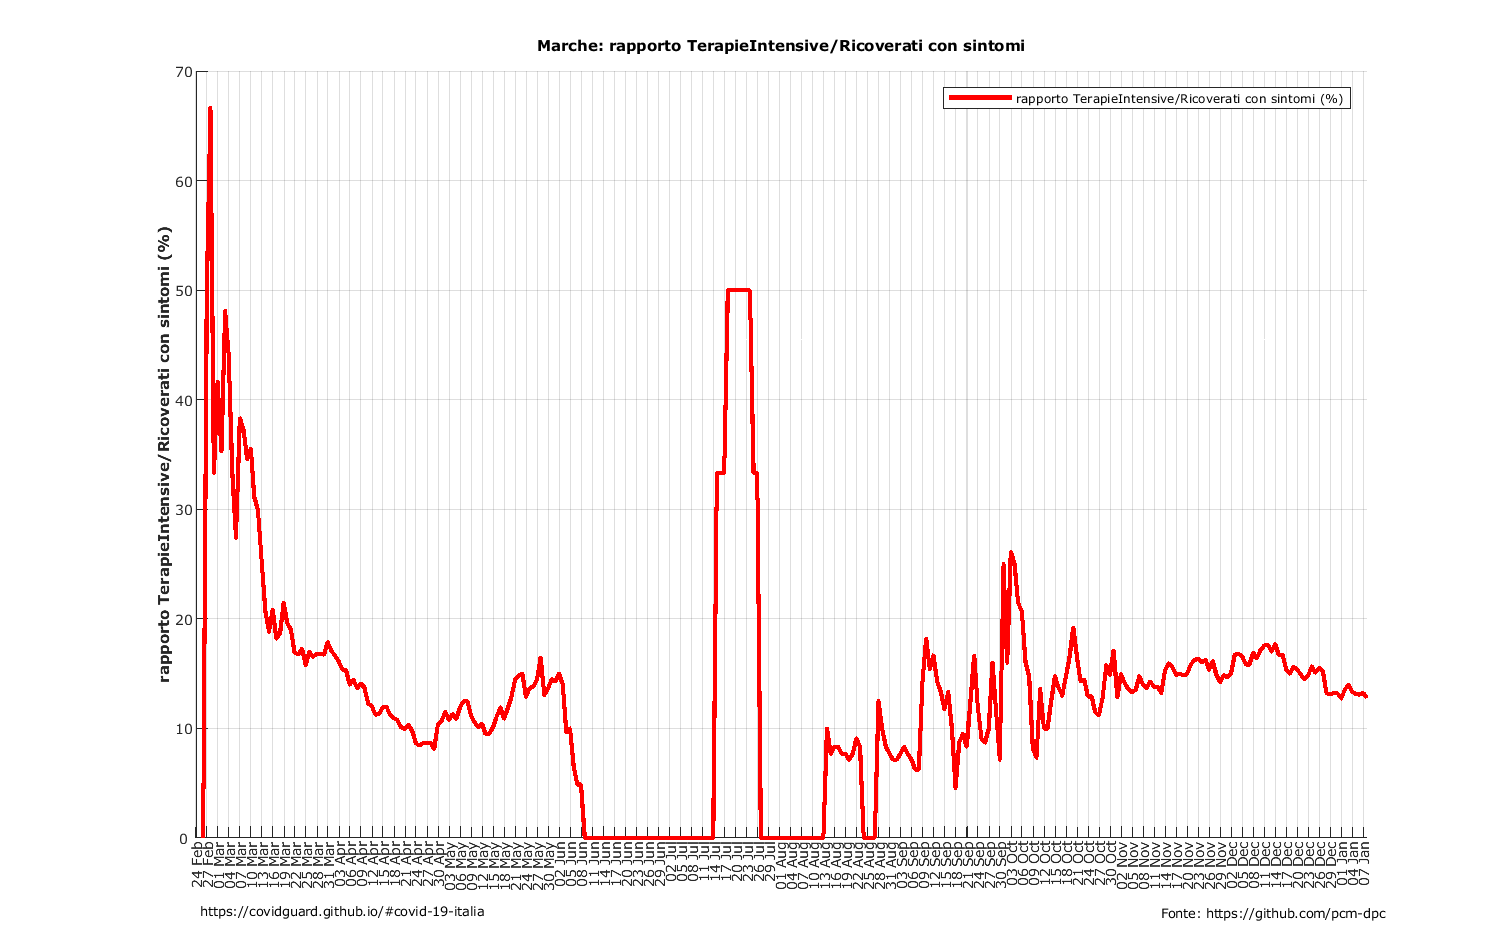 Marche: rapporto TerapieIntensive/Ricoverati con sintomi
rapporto TerapieIntensive/Ricoverati con sintomi (%)
rapporto TerapieIntensive/Ricoverati con sintomi (%)
70
60
50
40
30
20
10
0
24 Feb
27 Feb
01 Mar
04 Mar
07 Mar
10 Mar
13 Mar
16 Mar
19 Mar
22 Mar
25 Mar
28 Mar
31 Mar
03 Apr
06 Apr
09 Apr
12 Apr
15 Apr
18 Apr
21 Apr
24 Apr
27 Apr
30 Apr
03 May
06 May
09 May
12 May
15 May
18 May
21 May
24 May
27 May
30 May
02 Jun
05 Jun
08 Jun
11 Jun
14 Jun
17 Jun
20 Jun
23 Jun
26 Jun
29 Jun
02 Jul
05 Jul
08 Jul
11 Jul
14 Jul
17 Jul
20 Jul
23 Jul
26 Jul
29 Jul
01 Aug
04 Aug
07 Aug
10 Aug
13 Aug
16 Aug
19 Aug
22 Aug
25 Aug
28 Aug
31 Aug
03 Sep
06 Sep
09 Sep
12 Sep
15 Sep
18 Sep
21 Sep
24 Sep
27 Sep
30 Sep
03 Oct
06 Oct
09 Oct
12 Oct
15 Oct
18 Oct
21 Oct
24 Oct
27 Oct
30 Oct
02 Nov
05 Nov
08 Nov
11 Nov
14 Nov
17 Nov
20 Nov
23 Nov
26 Nov
29 Nov
02 Dec
05 Dec
08 Dec
11 Dec
14 Dec
17 Dec
20 Dec
23 Dec
26 Dec
29 Dec
01 Jan
04 Jan
07 Jan
https://covidguard.github.io/#covid-19-italia
Fonte: https://github.com/pcm-dpc